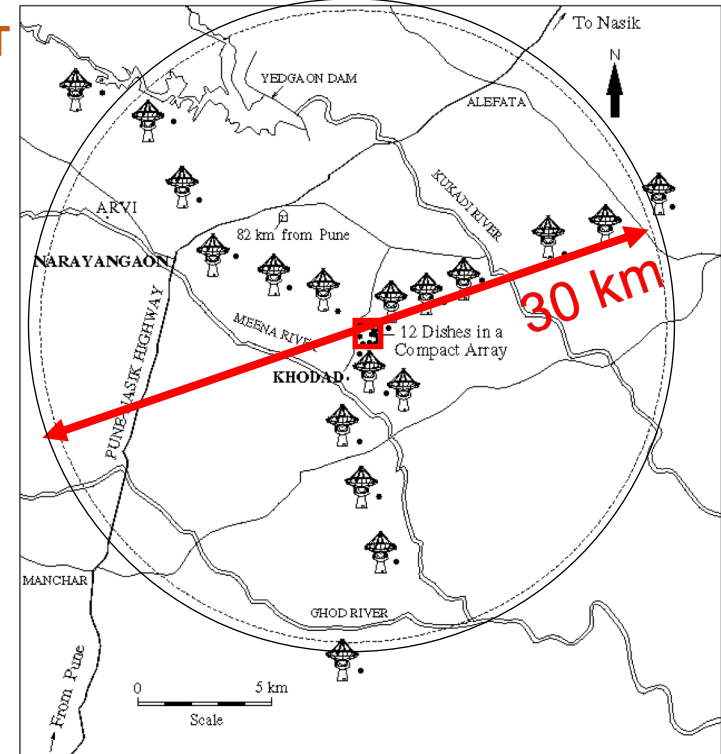 T
To Nasik
N
YEDGAON DAM
ALEFATA
KUKADI RIVER
ARVI
82 km from Pune
NARAYANGAON
30 km
MEENA RIVER
12 Dishes in a
Compact Array
KHODAD
PUNE-NASIK HIGHWAY
MANCHAR
GHOD RIVER
From Pune
0 5 km
Scale